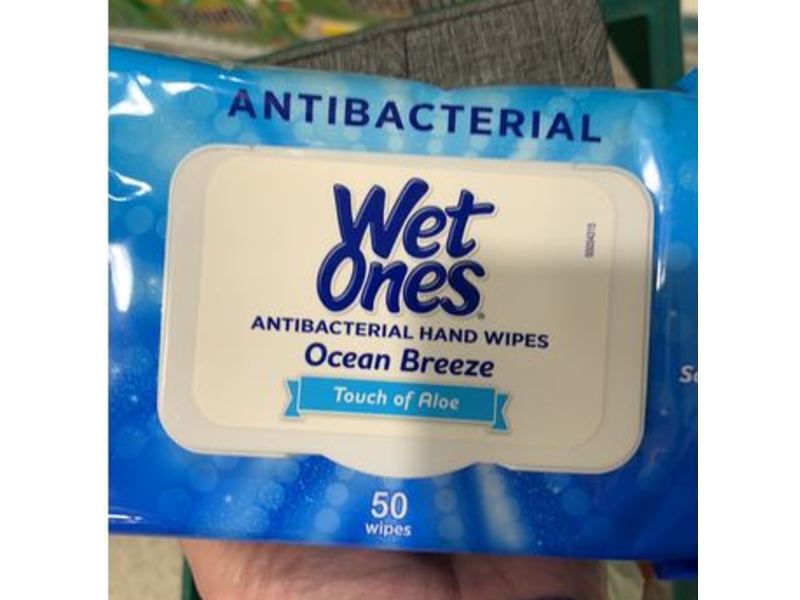 ANTIBACTERIAL
Wet
Ones
ANTIBACTERIAL HAND WIPES
Ocean Breeze
Touch of Aloe
50
wipes